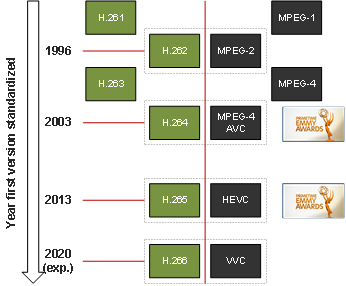 H.261
MPEG-1
1996
H.262
MPEG-2
H.263
MPEG-4
2003
H.264
MPEG-4
AVC
PRIMETIME
EMMY
AWARDS
2013
H.265
HEVC
PRIMETIME
EMMY
AWARDS
2020
(exp.)
H.266
VVC
Year first version standardized